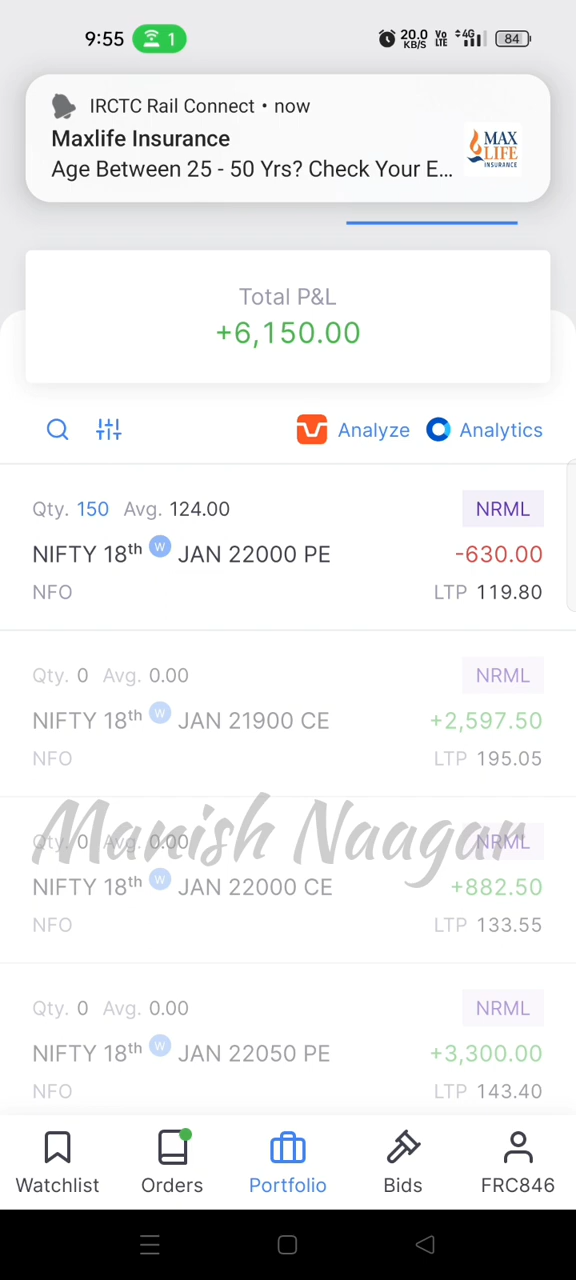 9:55 1 20.0 KB/S Vo LTE 4G 84
IRCTC Rail Connect • now
Maxlife Insurance
Age Between 25 - 50 Yrs? Check Your E...
MAX LIFE INSURANCE
Total P&L
+6,150.00
Analyze Analytics
Qty. 150 Avg. 124.00 NRML
NIFTY 18th W JAN 22000 PE -630.00
NFO LTP 119.80
Qty. 0 Avg. 0.00 NRML
NIFTY 18th W JAN 21900 CE +2,597.50
NFO LTP 195.05
Manish Naagar
Qty. 0 Avg. 0.00 NRML
NIFTY 18th W JAN 22000 CE +882.50
NFO LTP 133.55
Qty. 0 Avg. 0.00 NRML
NIFTY 18th W JAN 22050 PE +3,300.00
NFO LTP 143.40
Watchlist Orders Portfolio Bids FRC846